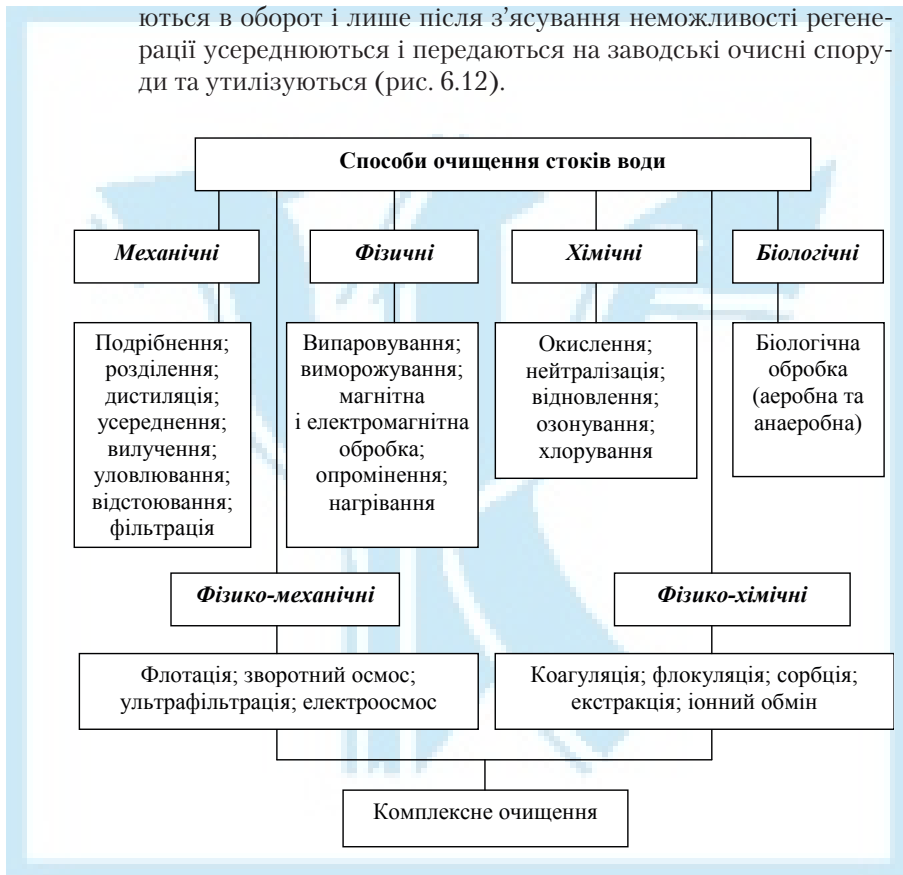 ються в оборот і лише після з’ясування неможливості регене-
рації усереднюються і передаються на заводські очисні спору-
ди та утилізуються (рис. 6.12).
Способи очищення стоків води
Механічні
Фізичні
Хімічні
Біологічні
Подрібнення;
розділення;
дистиляція;
усереднення;
вилучення;
уловлювання;
відстоювання;
фільтрація
Випаровування;
виморожування;
магнітна
і електромагнітна
обробка;
опромінення;
нагрівання
Окислення;
нейтралізація;
відновлення;
озонування;
хлорування
Біологічна
обробка
(аеробна та
анаеробна)
Фізико-механічні
Фізико-хімічні
Флотація; зворотний осмос;
ультрафільтрація; електроосмос
Коагуляція; флокуляція; сорбція;
екстракція; іонний обмін
Комплексне очищення